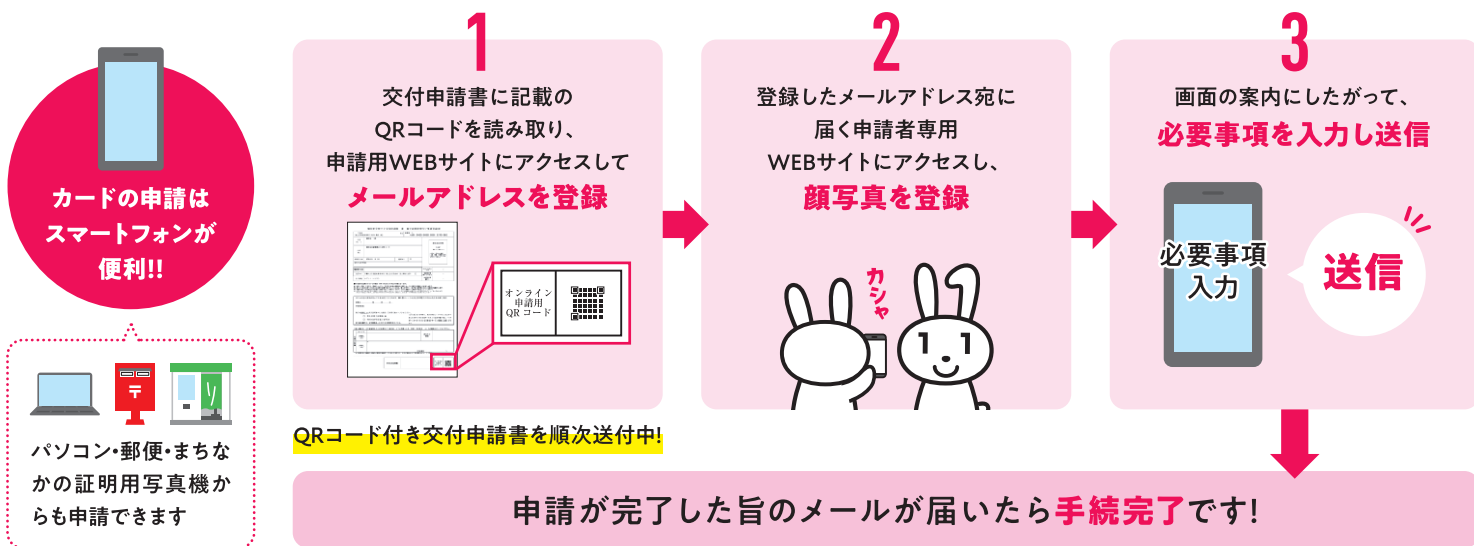 カードの申請は
スマートフォンが
便利!!
パソコン・郵便・まちな
かの証明用写真機か
らも申請できます
1
交付申請書に記載の
QRコードを読み取り、
申請用WEBサイトにアクセスして
メールアドレスを登録
オンライン
申請用
QRコード
QRコード付き交付申請書を順次送付中!
2
登録したメールアドレス宛に
届く申請者専用
WEBサイトにアクセスし、
顔写真を登録
カシャ
3
画面の案内にしたがって、
必要事項を入力し送信
必要事項
入力
送信
申請が完了した旨のメールが届いたら手続完了です!